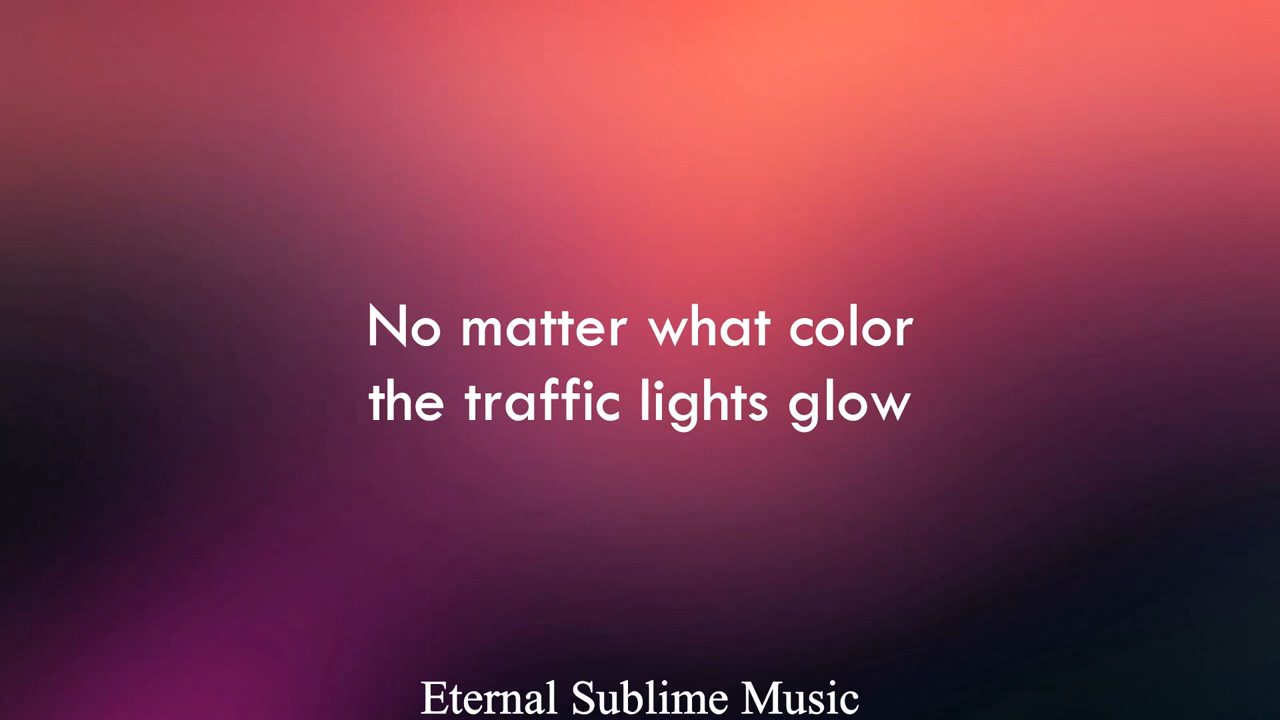 No matter what color
the traffic lights glow
Eternal Sublime Music